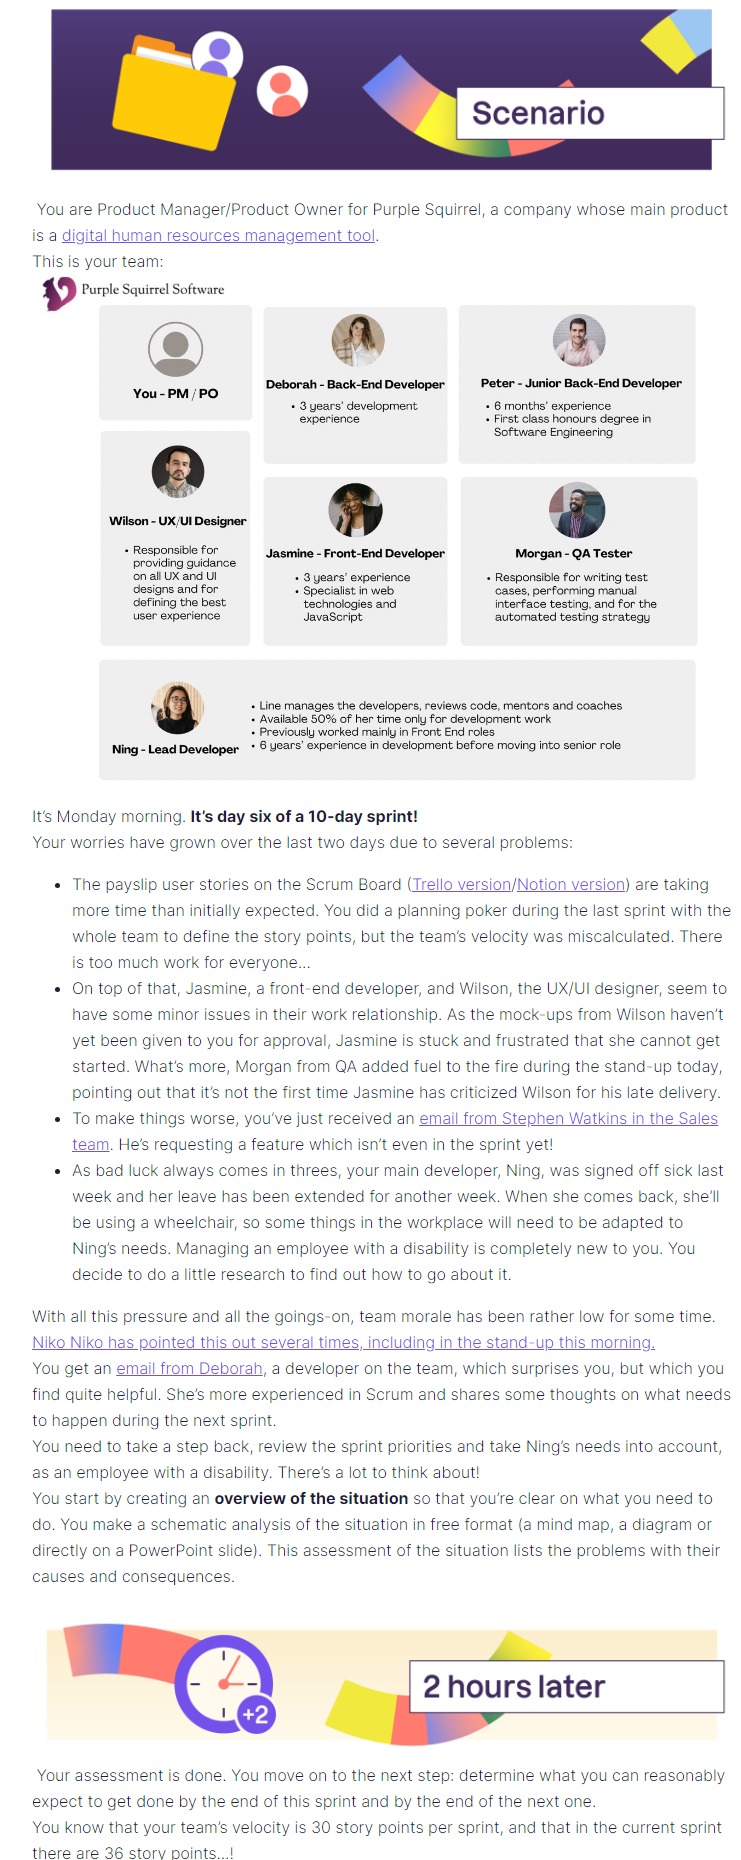 Scenario
You are Product Manager/Product Owner for Purple Squirrel, a company whose main product
is a digital human resources management tool.
This is your team:
Purple Squirrel Software
You - PM / PO
Deborah - Back-End Developer
• 3 years' development
experience
Peter - Junior Back-End Developer
• 6 months' experience
• First class honours degree in
Software Engineering
Wilson - UX/UI Designer
• Responsible for
providing guidance
on all UX and UI
designs and for
defining the best
user experience
Jasmine - Front-End Developer
• 3 years' experience
• Specialist in web
technologies and
JavaScript
Morgan - QA Tester
• Responsible for writing test
cases, performing manual
interface testing, and for the
automated testing strategy
Ning - Lead Developer
• Line manages the developers, reviews code, mentors and coaches
• Available 50% of her time only for development work
• Previously worked mainly in Front End roles
• 6 years' experience in development before moving into senior role
It's Monday morning. It's day six of a 10-day sprint!
Your worries have grown over the last two days due to several problems:
• The payslip user stories on the Scrum Board (Trello version/Notion version) are taking
more time than initially expected. You did a planning poker during the last sprint with the
whole team to define the story points, but the team's velocity was miscalculated. There
is too much work for everyone...
• On top of that, Jasmine, a front-end developer, and Wilson, the UX/UI designer, seem to
have some minor issues in their work relationship. As the mock-ups from Wilson haven't
yet been given to you for approval, Jasmine is stuck and frustrated that she cannot get
started. What's more, Morgan from QA added fuel to the fire during the stand-up today,
pointing out that it's not the first time Jasmine has criticized Wilson for his late delivery.
• To make things worse, you've just received an email from Stephen Watkins in the Sales
team. He's requesting a feature which isn't even in the sprint yet!
• As bad luck always comes in threes, your main developer, Ning, was signed off sick last
week and her leave has been extended for another week. When she comes back, she'll
be using a wheelchair, so some things in the workplace will need to be adapted to
Ning's needs. Managing an employee with a disability is completely new to you. You
decide to do a little research to find out how to go about it.
With all this pressure and all the goings-on, team morale has been rather low for some time.
Niko Niko has pointed this out several times, including in the stand-up this morning.
You get an email from Deborah, a developer on the team, which surprises you, but which you
find quite helpful. She's more experienced in Scrum and shares some thoughts on what needs
to happen during the next sprint.
You need to take a step back, review the sprint priorities and take Ning's needs into account,
as an employee with a disability. There's a lot to think about!
You start by creating an overview of the situation so that you're clear on what you need to
do. You make a schematic analysis of the situation in free format (a mind map, a diagram or
directly on a PowerPoint slide). This assessment of the situation lists the problems with their
causes and consequences.
+2
2 hours later
Your assessment is done. You move on to the next step: determine what you can reasonably
expect to get done by the end of this sprint and by the end of the next one.
You know that your team's velocity is 30 story points per sprint, and that in the current sprint
there are 36 story points...!